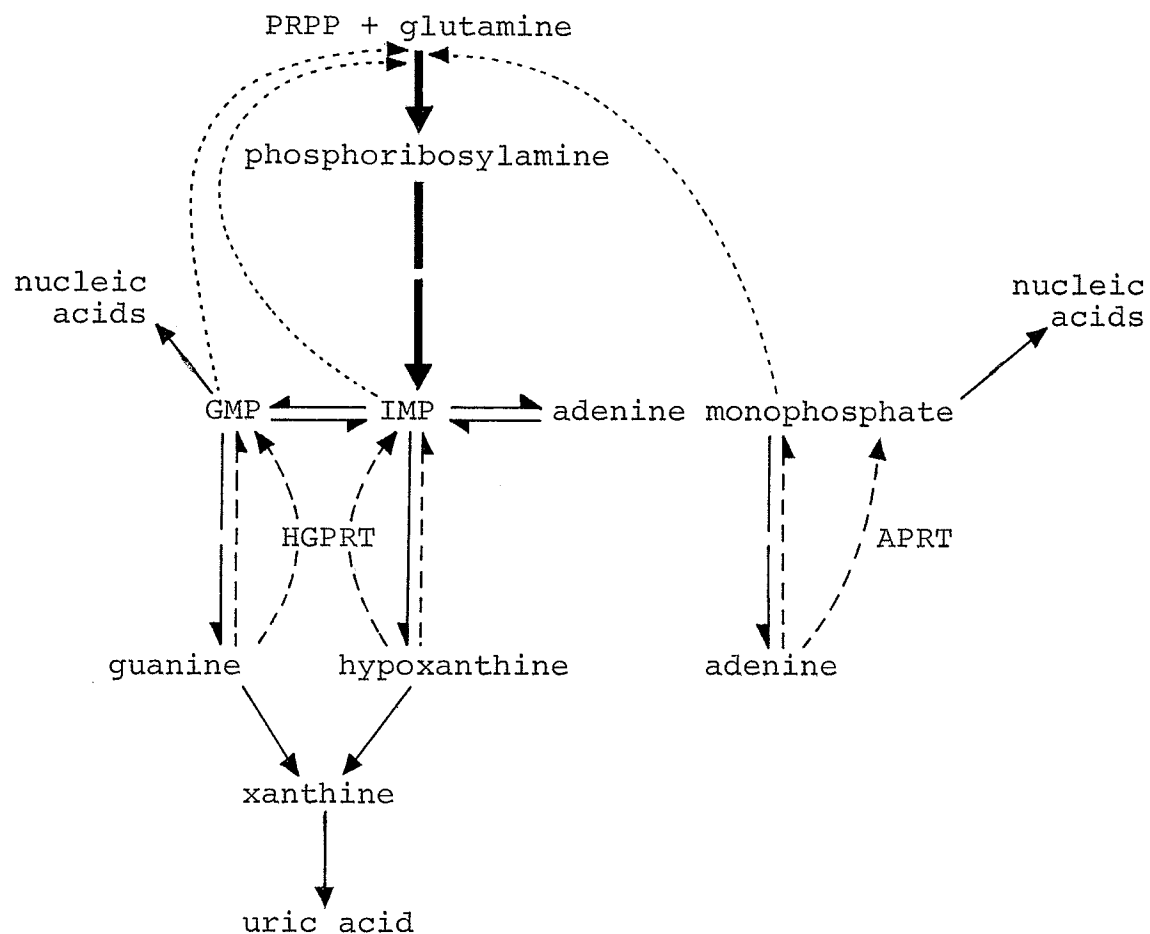 PRPP + glutamine
phosphoribosylamine
nucleic
acids
nucleic
acids
GMP
IMP
adenine monophosphate
HGPRT
APRT
guanine
hypoxanthine
adenine
xanthine
uric acid